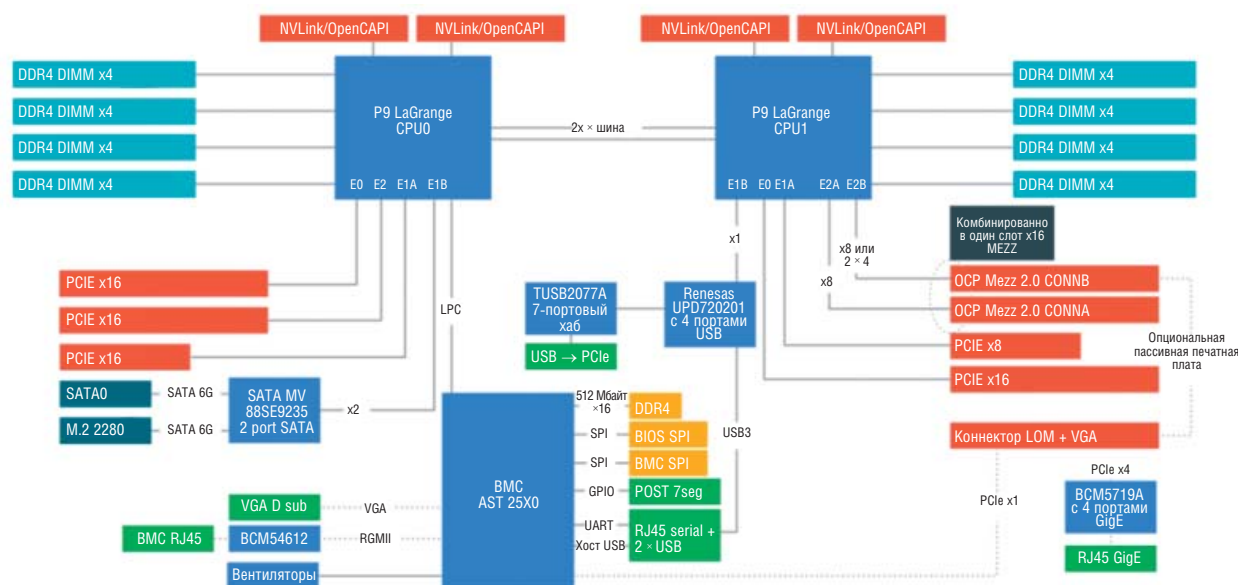 NVLink/OpenCAPI
NVLink/OpenCAPI
NVLink/OpenCAPI
NVLink/OpenCAPI
DDR4 DIMM x4
DDR4 DIMM x4
DDR4 DIMM x4
DDR4 DIMM x4
P9 LaGrange
CPU0
E0 E2 E1A E1B
2x × шина
P9 LaGrange
CPU1
E1B E0 E1A E2A E2B
DDR4 DIMM x4
DDR4 DIMM x4
DDR4 DIMM x4
DDR4 DIMM x4
Комбинированно
в один слот x16
MEZZ
x1
x8 или
2 × 4
x8
OCP Mezz 2.0 CONNB
OCP Mezz 2.0 CONNA
PCIE x8
PCIE x16
Опциональная
пассивная печатная
плата
Коннектор LOM + VGA
PCIE x16
PCIE x16
PCIE x16
LPC
TUSB2077A
7-портовый
хаб
Renesas
UPD720201
с 4 портами
USB
USB → PCIe
SATA0
SATA 6G
M.2 2280
SATA 6G
SATA MV
88SE9235
2 port SATA
x2
BMC
AST 25X0
512 Мбайт
×16
DDR4
SPI
BIOS SPI
SPI
BMC SPI
GPIO
POST 7seg
UART
Хост USB
RJ45 serial +
2 × USB
USB3
VGA D sub
VGA
BMC RJ45
BCM54612
RGMII
Вентиляторы
PCIe x1
PCIe x4
BCM5719A
с 4 портами
GigE
RJ45 GigE